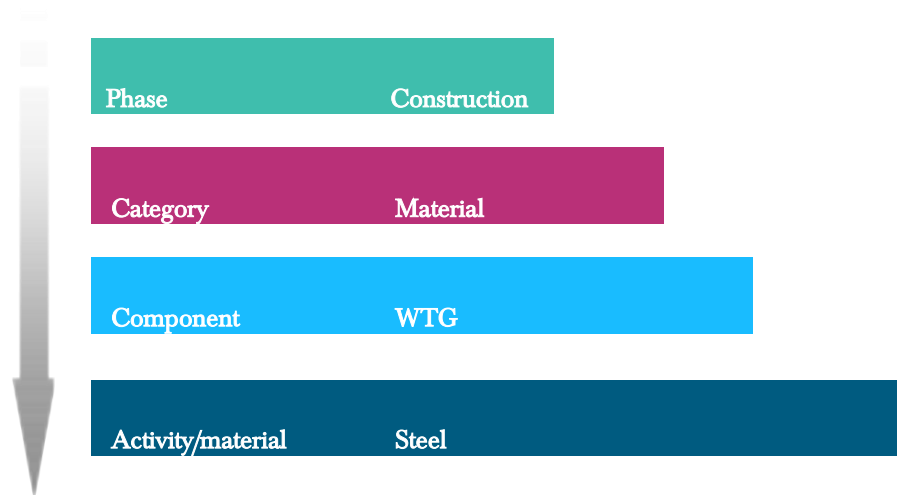 Phase Construction
Category Material
Component WTG
Activity/material Steel